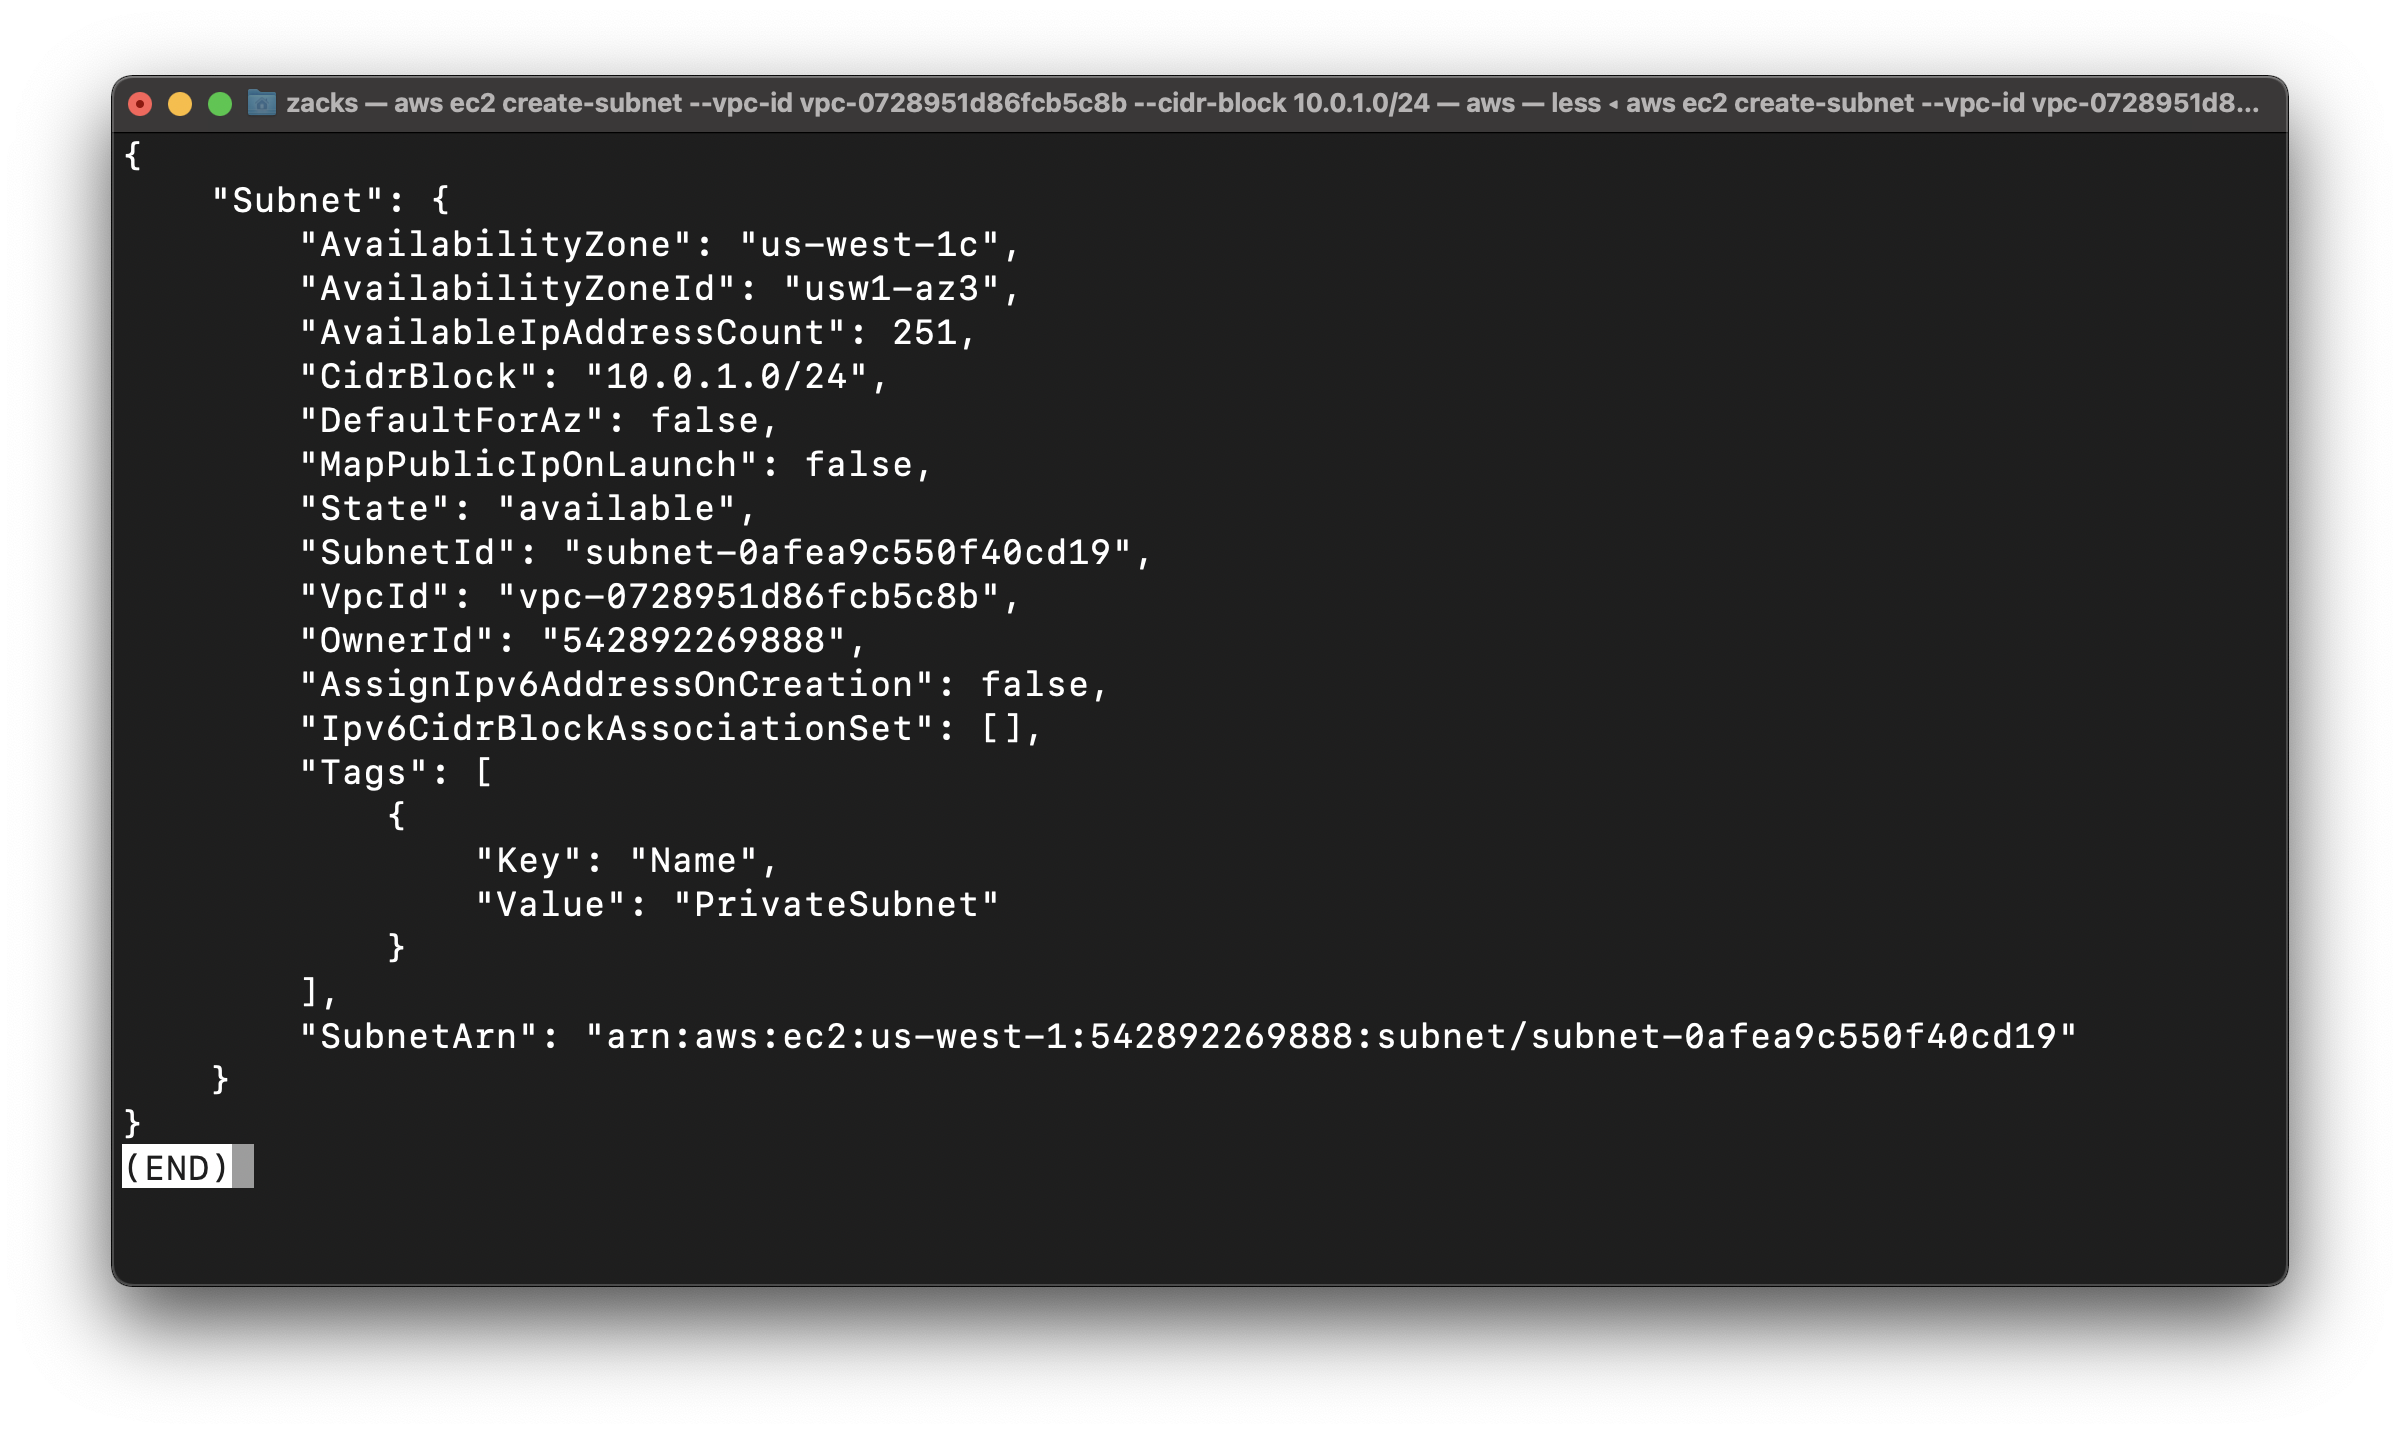 zacks — aws ec2 create-subnet --vpc-id vpc-0728951d86fcb5c8b --cidr-block 10.0.1.0/24 — aws — less ◂ aws ec2 create-subnet --vpc-id vpc-0728951d8...
{
    "Subnet": {
        "AvailabilityZone": "us-west-1c",
        "AvailabilityZoneId": "usw1-az3",
        "AvailableIpAddressCount": 251,
        "CidrBlock": "10.0.1.0/24",
        "DefaultForAz": false,
        "MapPublicIpOnLaunch": false,
        "State": "available",
        "SubnetId": "subnet-0afea9c550f40cd19",
        "VpcId": "vpc-0728951d86fcb5c8b",
        "OwnerId": "542892269888",
        "AssignIpv6AddressOnCreation": false,
        "Ipv6CidrBlockAssociationSet": [],
        "Tags": [
            {
                "Key": "Name",
                "Value": "PrivateSubnet"
            }
        ],
        "SubnetArn": "arn:aws:ec2:us-west-1:542892269888:subnet/subnet-0afea9c550f40cd19"
    }
}
(END)